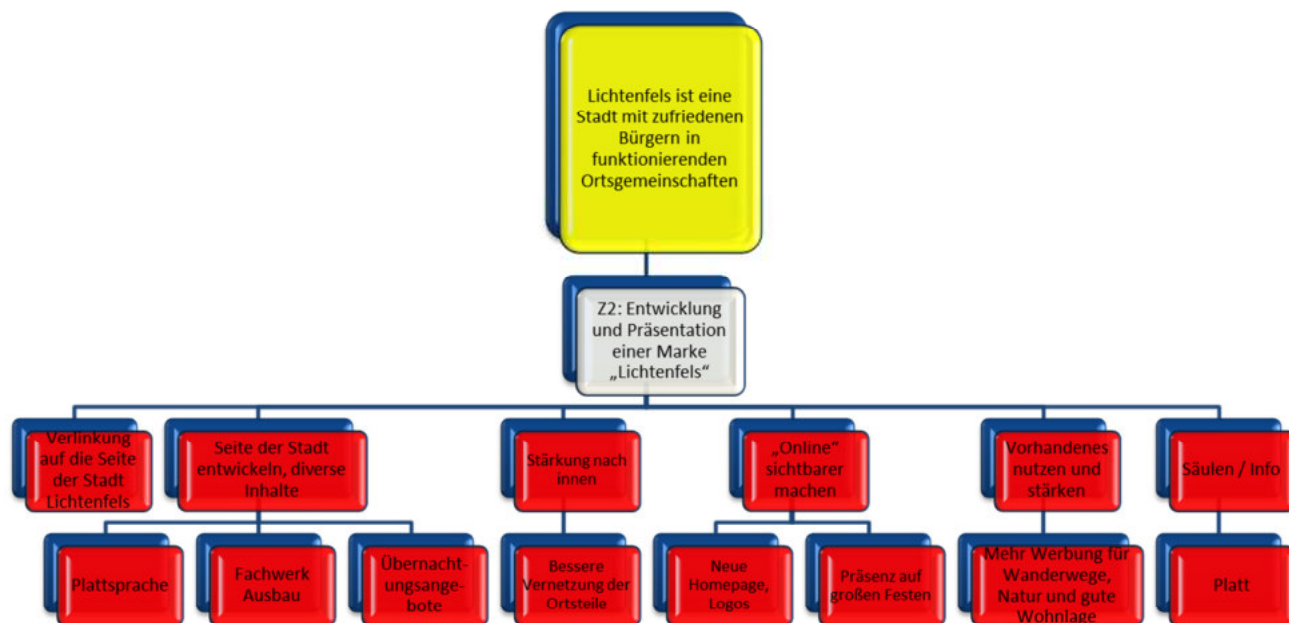 Lichtenfels ist eine
Stadt mit zufriedenen
Bürgern in
funktionierenden
Ortsgemeinschaften
Z2: Entwicklung
und Präsentation
einer Marke
„Lichtenfels“
Verlinkung
auf die Seite
der Stadt
Lichtenfels
Seite der Stadt
entwickeln, diverse
Inhalte
Stärkung nach
innen
„Online“
sichtbarer
machen
Vorhandenes
nutzen und
stärken
Säulen / Info
Plattsprache
Fachwerk
Ausbau
Übernacht-
ungsange-
bote
Bessere
Vernetzung der
Ortsteile
Neue
Homepage,
Logos
Präsenz auf
großen Festen
Mehr Werbung für
Wanderwege,
Natur und gute
Wohnlage
Platt